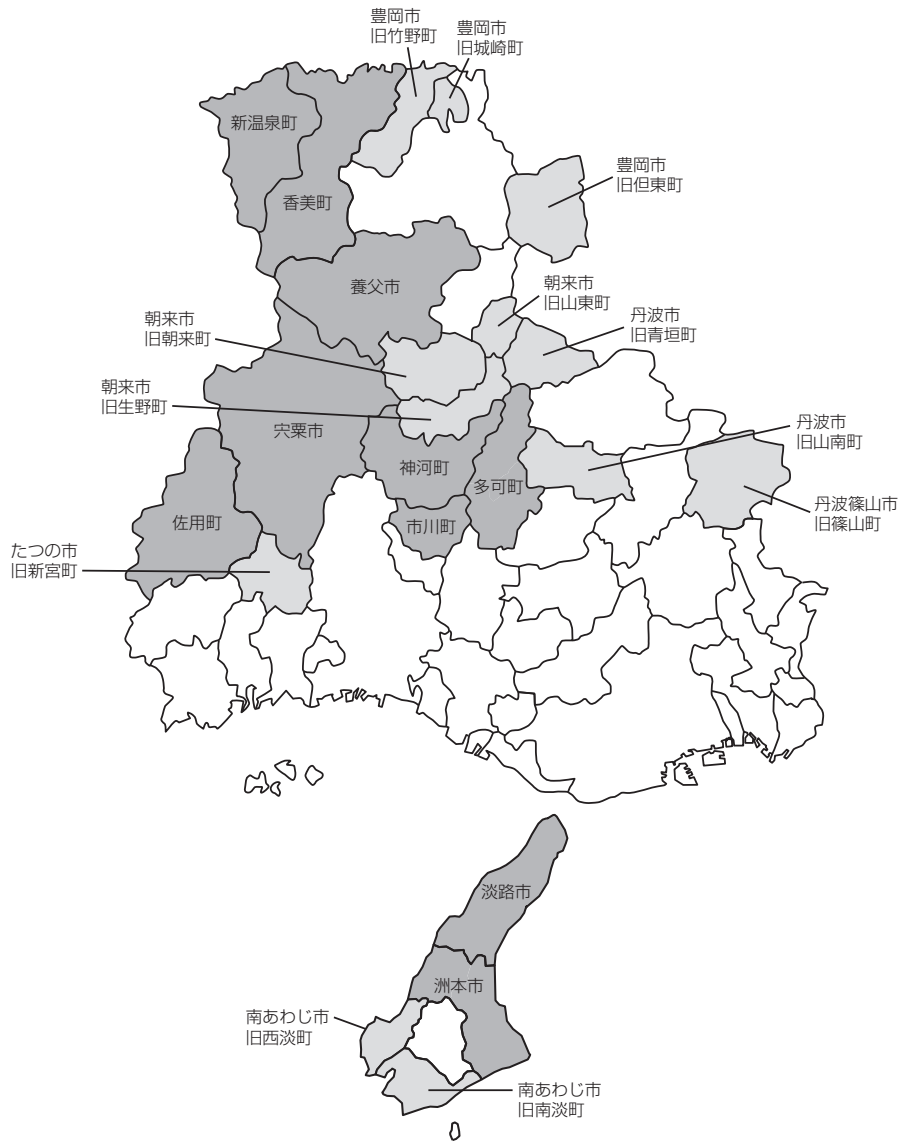 豊岡市
旧竹野町
豊岡市
旧城崎町
新温泉町
豊岡市
旧但東町
香美町
養父市
朝来市
旧山東町
朝来市
旧朝来町
丹波市
旧青垣町
朝来市
旧生野町
宍粟市
丹波市
旧山南町
神河町
多可町
丹波篠山市
旧篠山町
佐用町
市川町
たつの市
旧新宮町
淡路市
洲本市
南あわじ市
旧西淡町
南あわじ市
旧南淡町